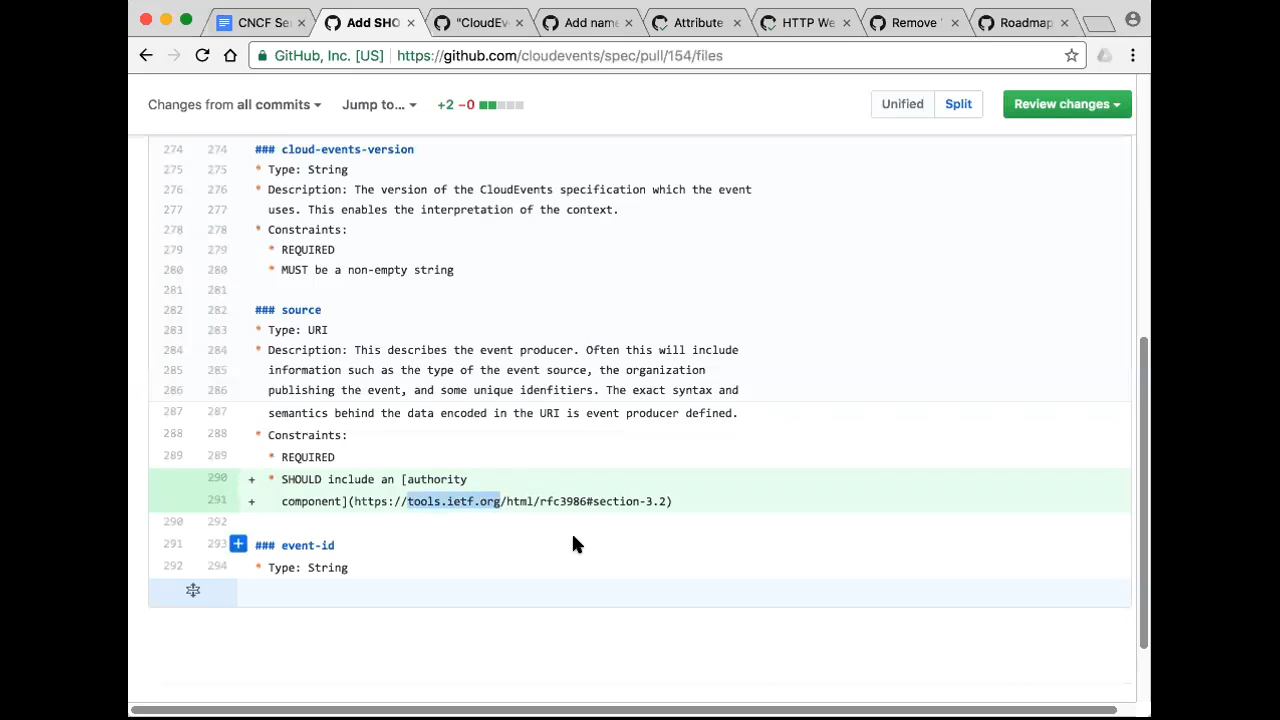 CNCF Se
Add SHO
"CloudEv
Add name
Attribute
HTTP We
Remove
Roadmap
GitHub, Inc. [US] https://github.com/cloudevents/spec/pull/154/files
Changes from all commits Jump to... +2 −0 Unified Split Review changes
274 274 ### cloud-events-version
275 275 * Type: String
276 276 * Description: The version of the CloudEvents specification which the event
277 277 uses. This enables the interpretation of the context.
278 278 * Constraints:
279 279 * REQUIRED
280 280 * MUST be a non-empty string
281 281
282 282 ### source
283 283 * Type: URI
284 284 * Description: This describes the event producer. Often this will include
285 285 information such as the type of the event source, the organization
286 286 publishing the event, and some unique idenfitiers. The exact syntax and
287 287 semantics behind the data encoded in the URI is event producer defined.
288 288 * Constraints:
289 289 * REQUIRED
290 + * SHOULD include an [authority
291 + component](https://tools.ietf.org/html/rfc3986#section-3.2)
290 292
291 293 ### event-id
292 294 * Type: String